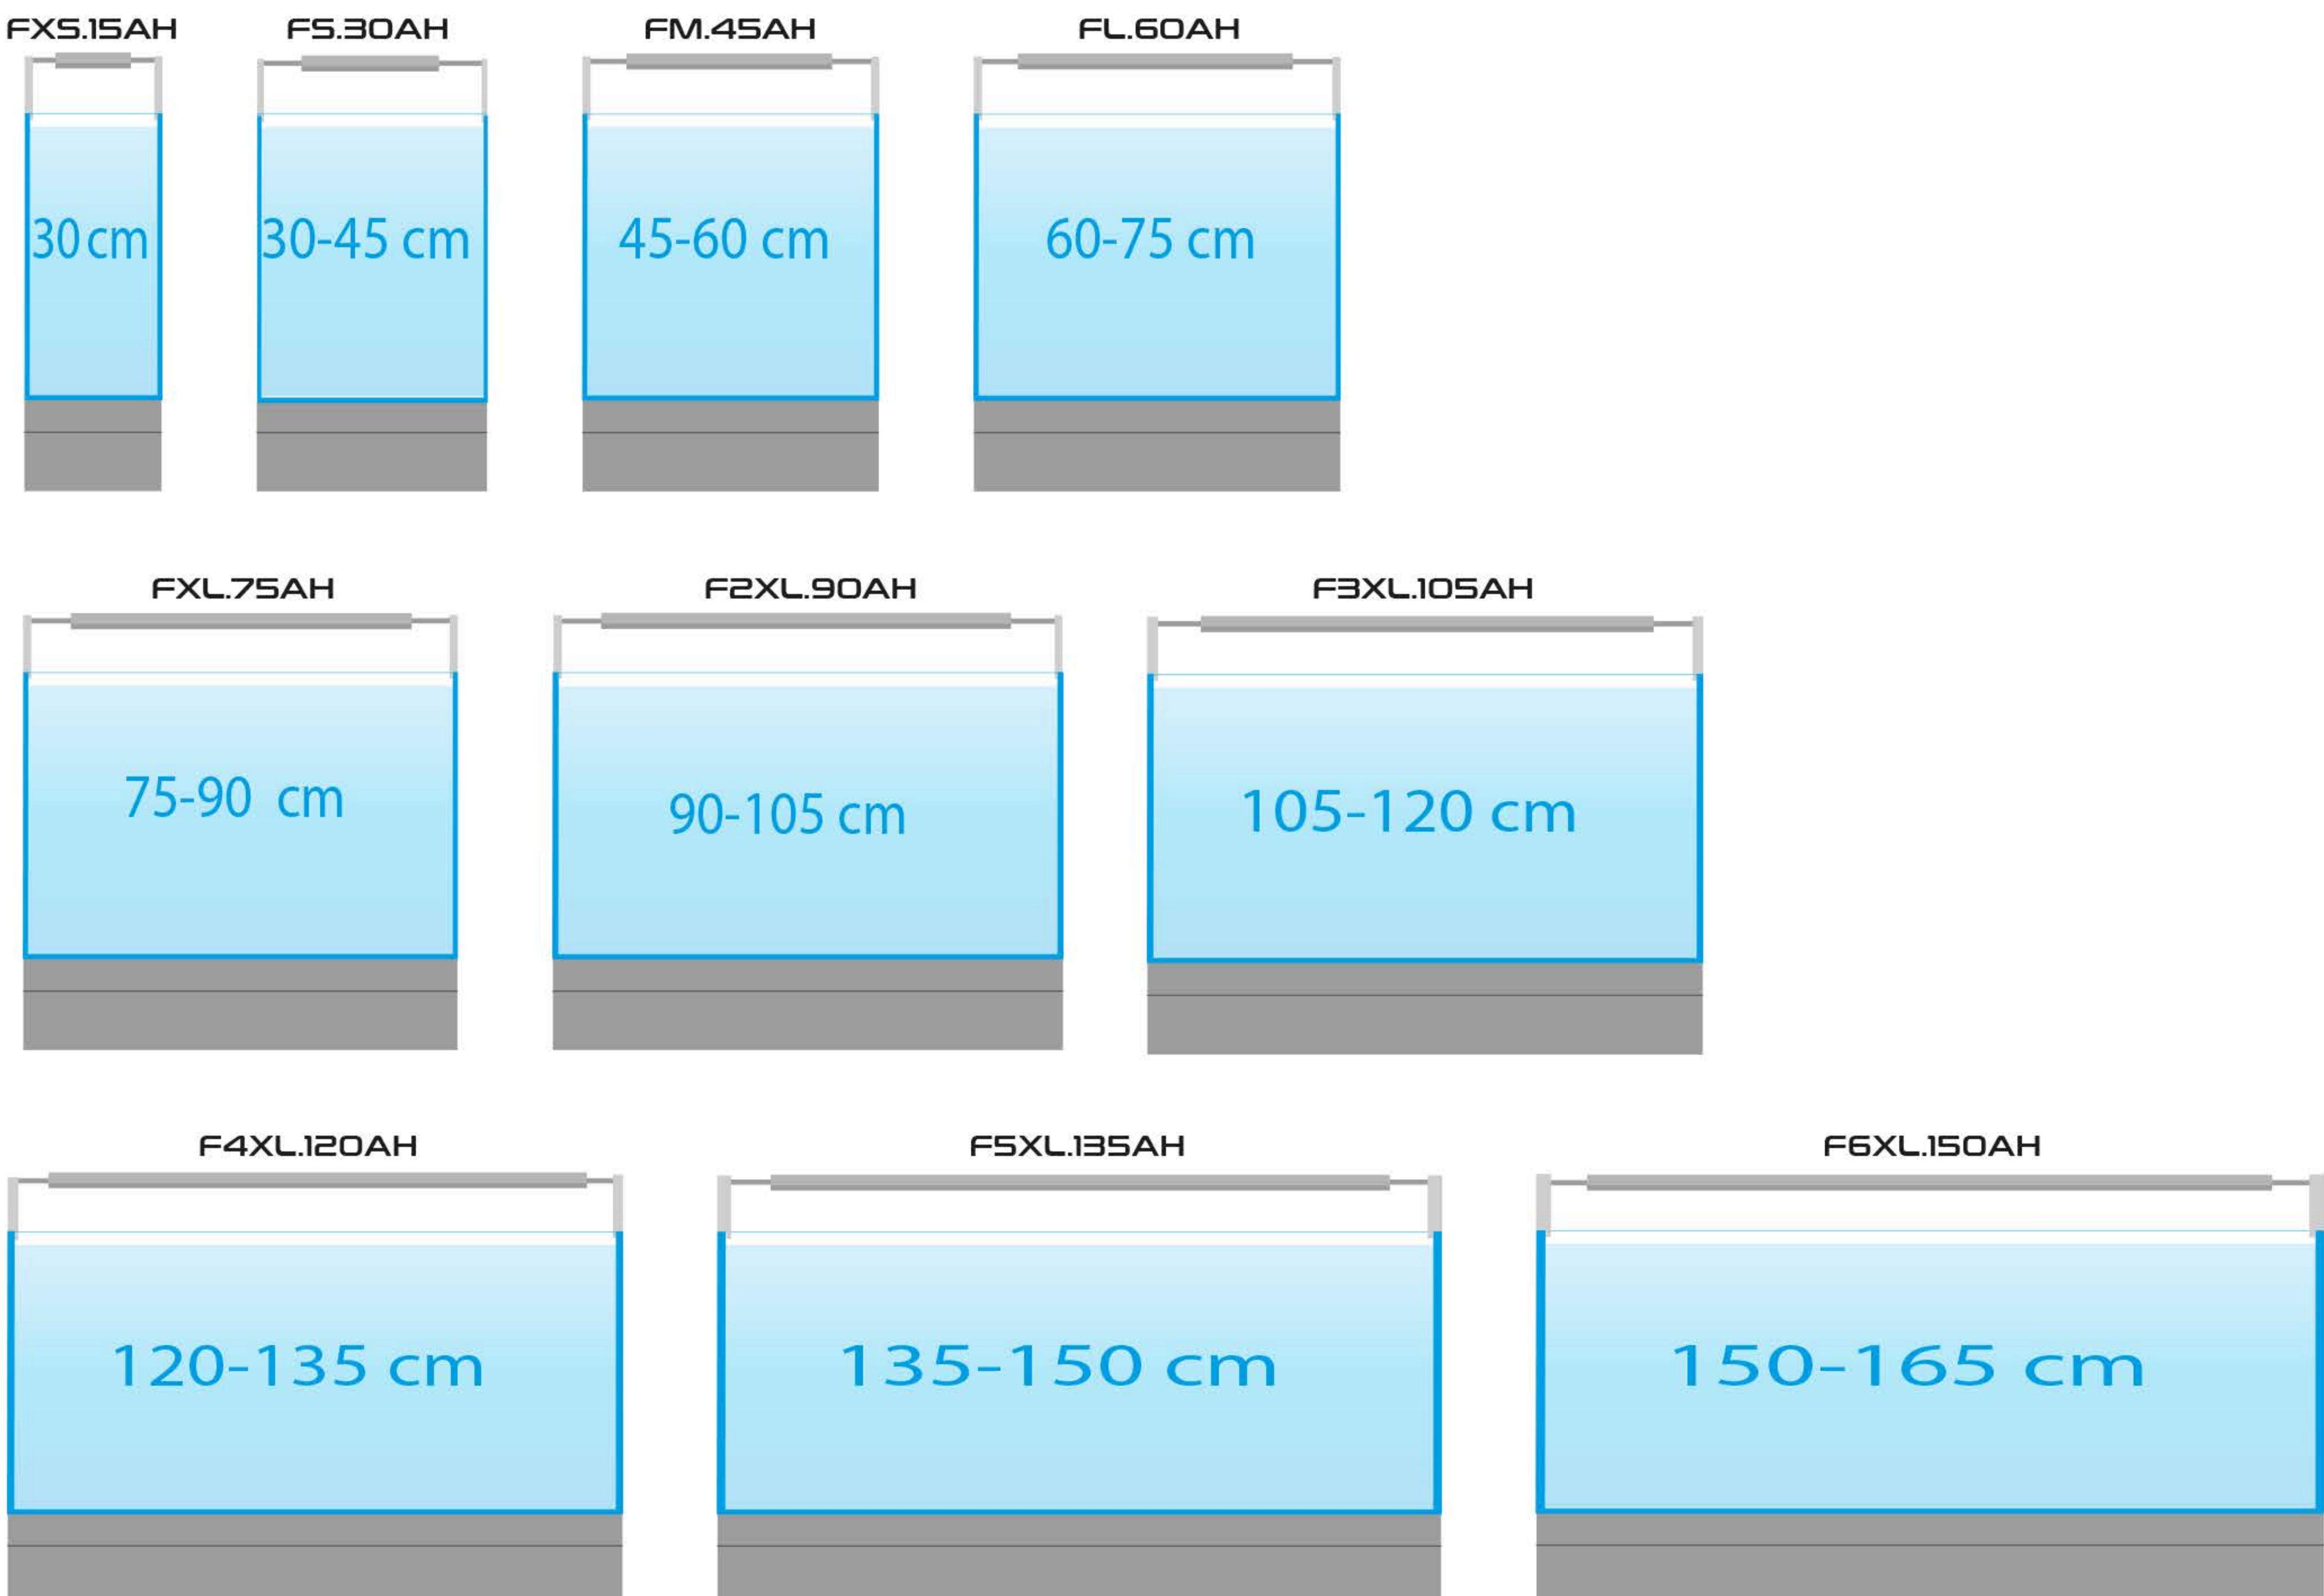 FXS.15AH
FS.30AH
FM.45AH
FL.60AH
30 cm
30-45 cm
45-60 cm
60-75 cm
FXL.75AH
F2XL.90AH
F3XL.105AH
75-90 cm
90-105 cm
105-120 cm
F4XL.120AH
F5XL.135AH
F6XL.150AH
120-135 cm
135-150 cm
150-165 cm